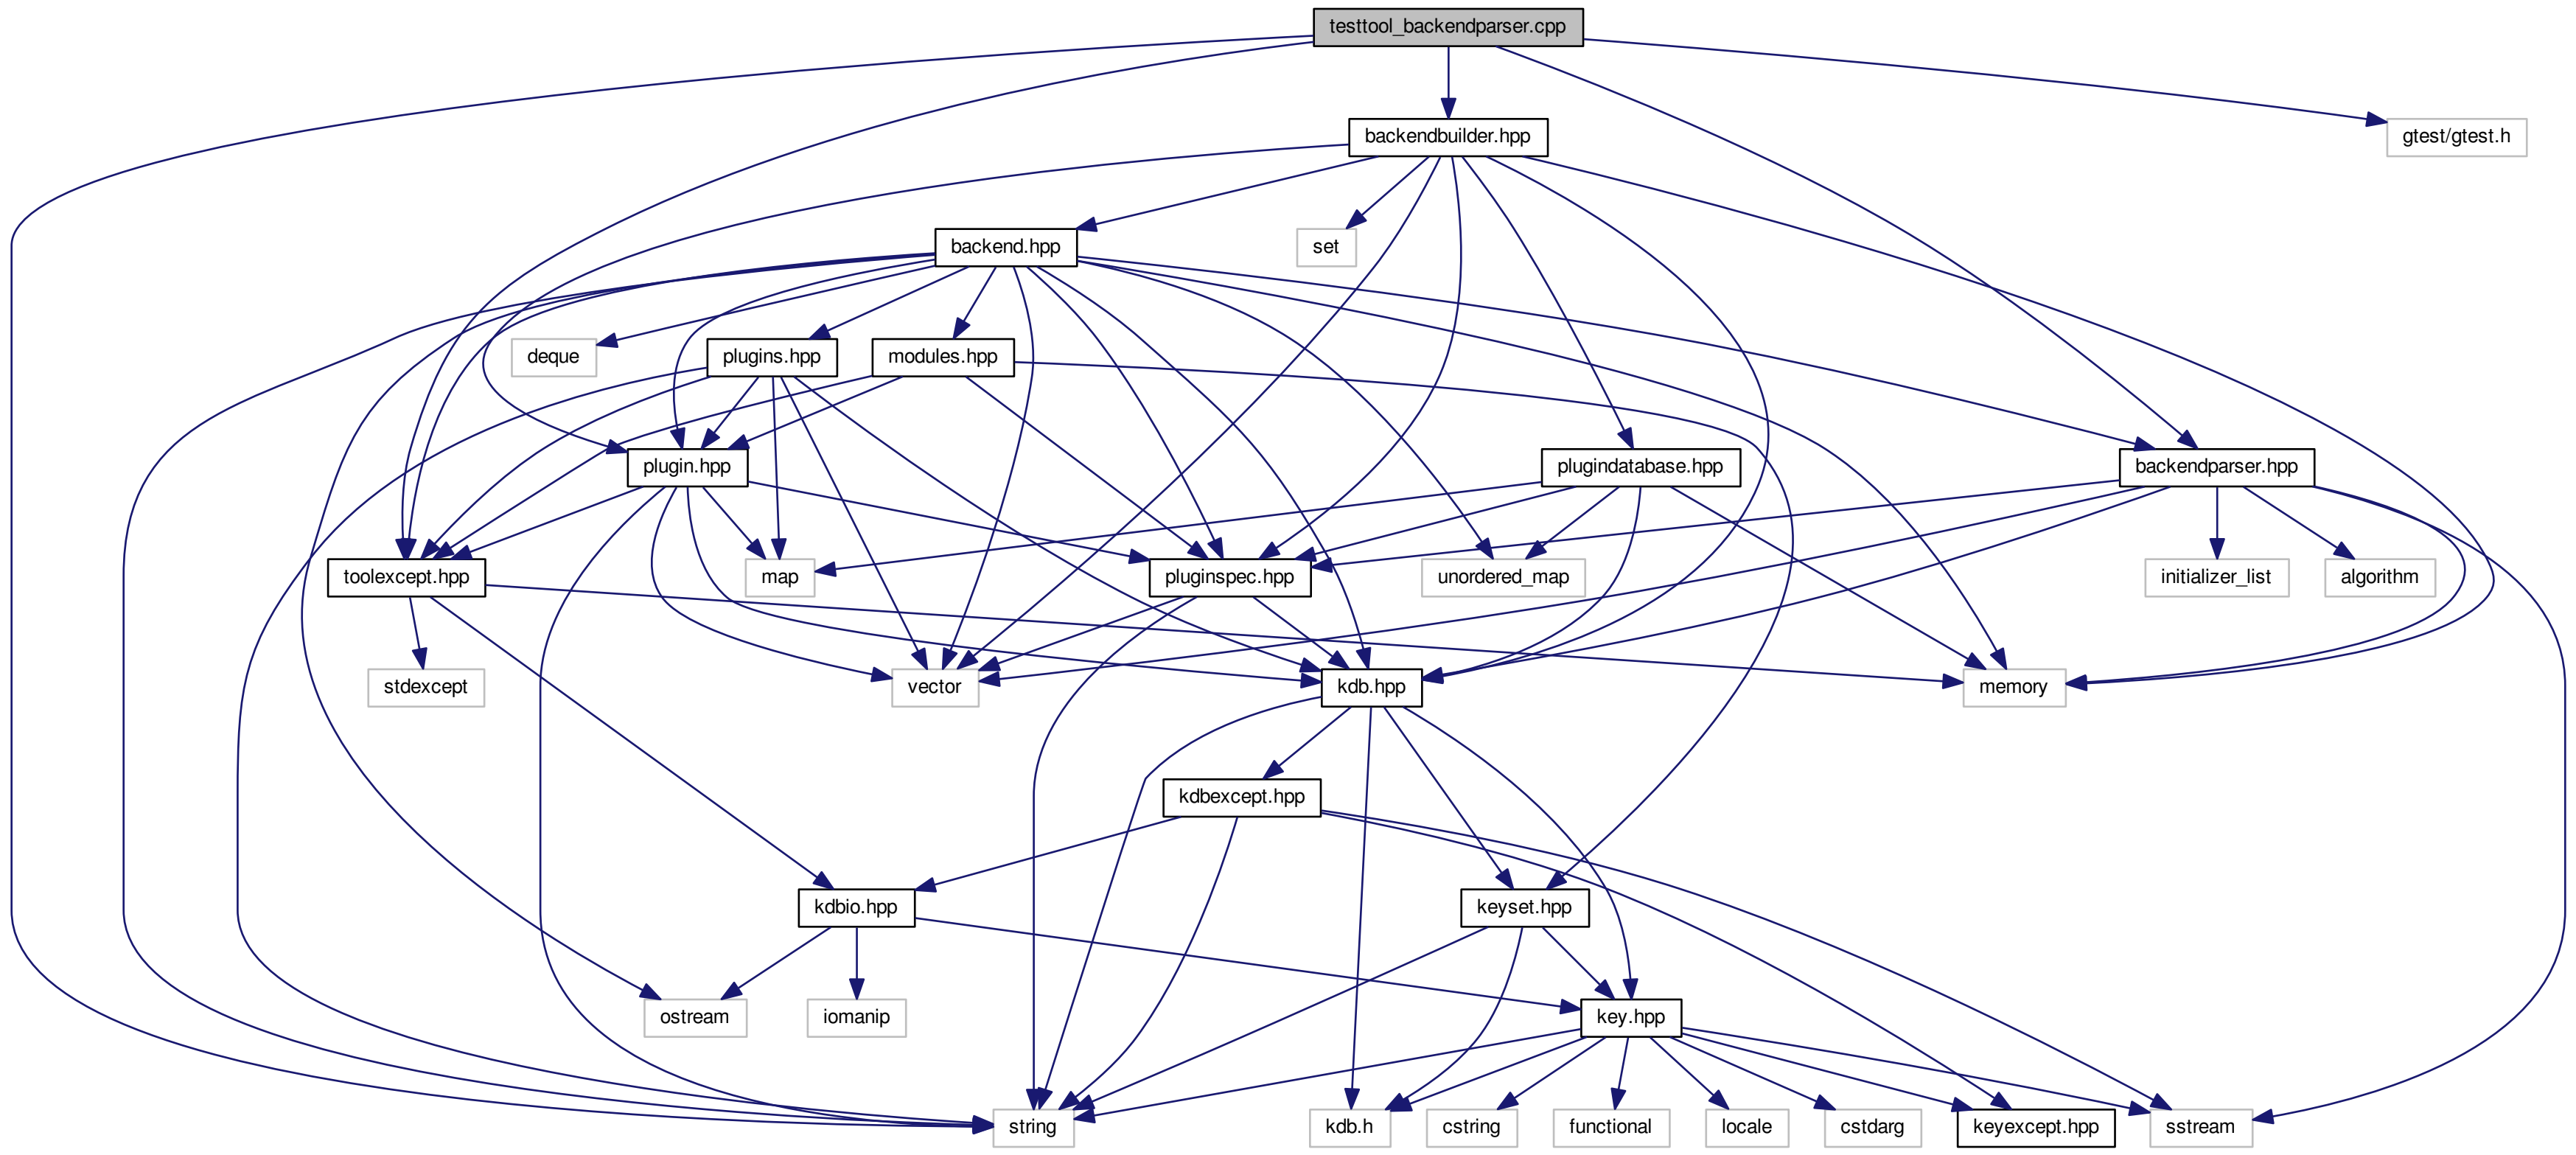 testtool_backendparser.cpp
backendbuilder.hpp
gtest/gtest.h
backend.hpp
set
deque
plugins.hpp
modules.hpp
plugin.hpp
plugindatabase.hpp
backendparser.hpp
toolexcept.hpp
map
pluginspec.hpp
unordered_map
initializer_list
algorithm
stdexcept
vector
kdb.hpp
memory
kdbexcept.hpp
kdbio.hpp
keyset.hpp
ostream
iomanip
key.hpp
string
kdb.h
cstring
functional
locale
cstdarg
keyexcept.hpp
sstream